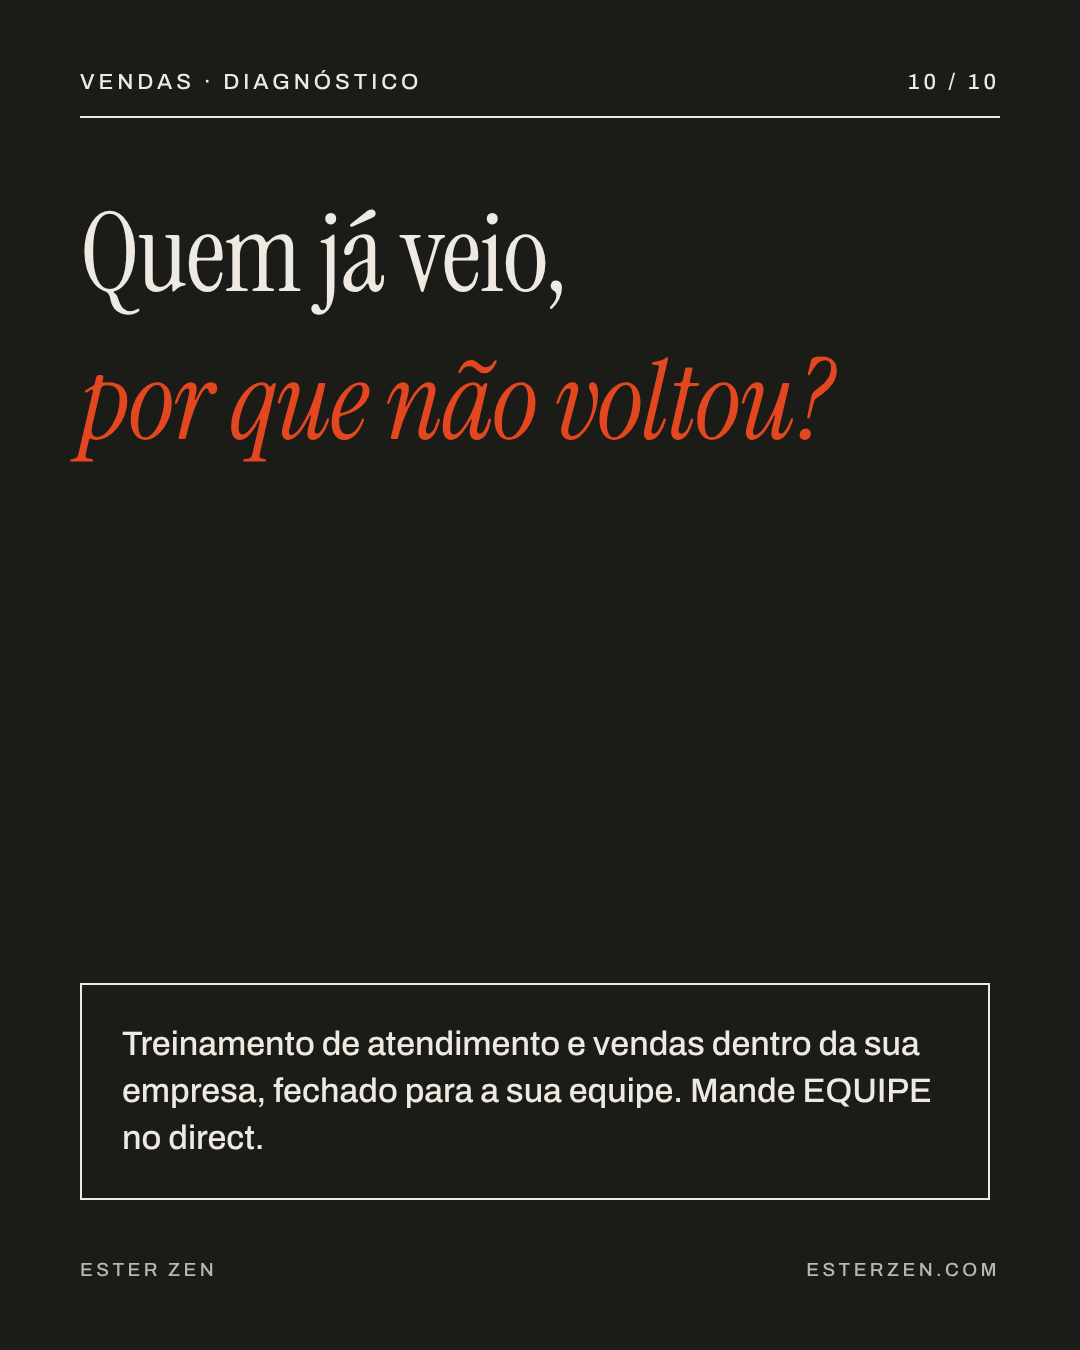 VENDAS · DIAGNÓSTICO
10 / 10
Quem já veio,
por que não voltou?
Treinamento de atendimento e vendas dentro da sua
empresa, fechado para a sua equipe. Mande EQUIPE
no direct.
ESTER ZEN
ESTERZEN.COM